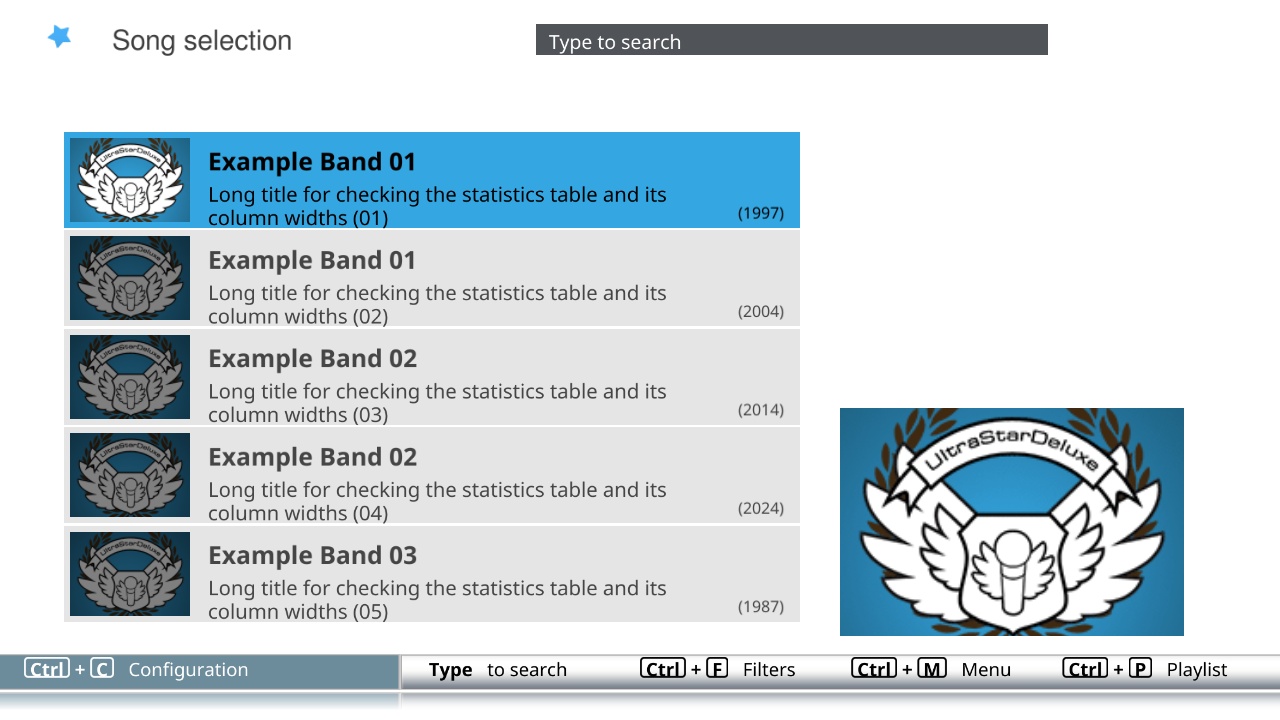 Song selection
Type to search
UltraStarDeluxe
Example Band 01
Long title for checking the statistics table and its
column widths (01)
(1997)
UltraStarDeluxe
Example Band 01
Long title for checking the statistics table and its
column widths (02)
(2004)
UltraStarDeluxe
Example Band 02
Long title for checking the statistics table and its
column widths (03)
(2014)
UltraStarDeluxe
Example Band 02
Long title for checking the statistics table and its
column widths (04)
(2024)
UltraStarDeluxe
Example Band 03
Long title for checking the statistics table and its
column widths (05)
(1987)
UltraStarDeluxe
Ctrl + C Configuration
Type to search
Ctrl + F Filters
Ctrl + M Menu
Ctrl + P Playlist